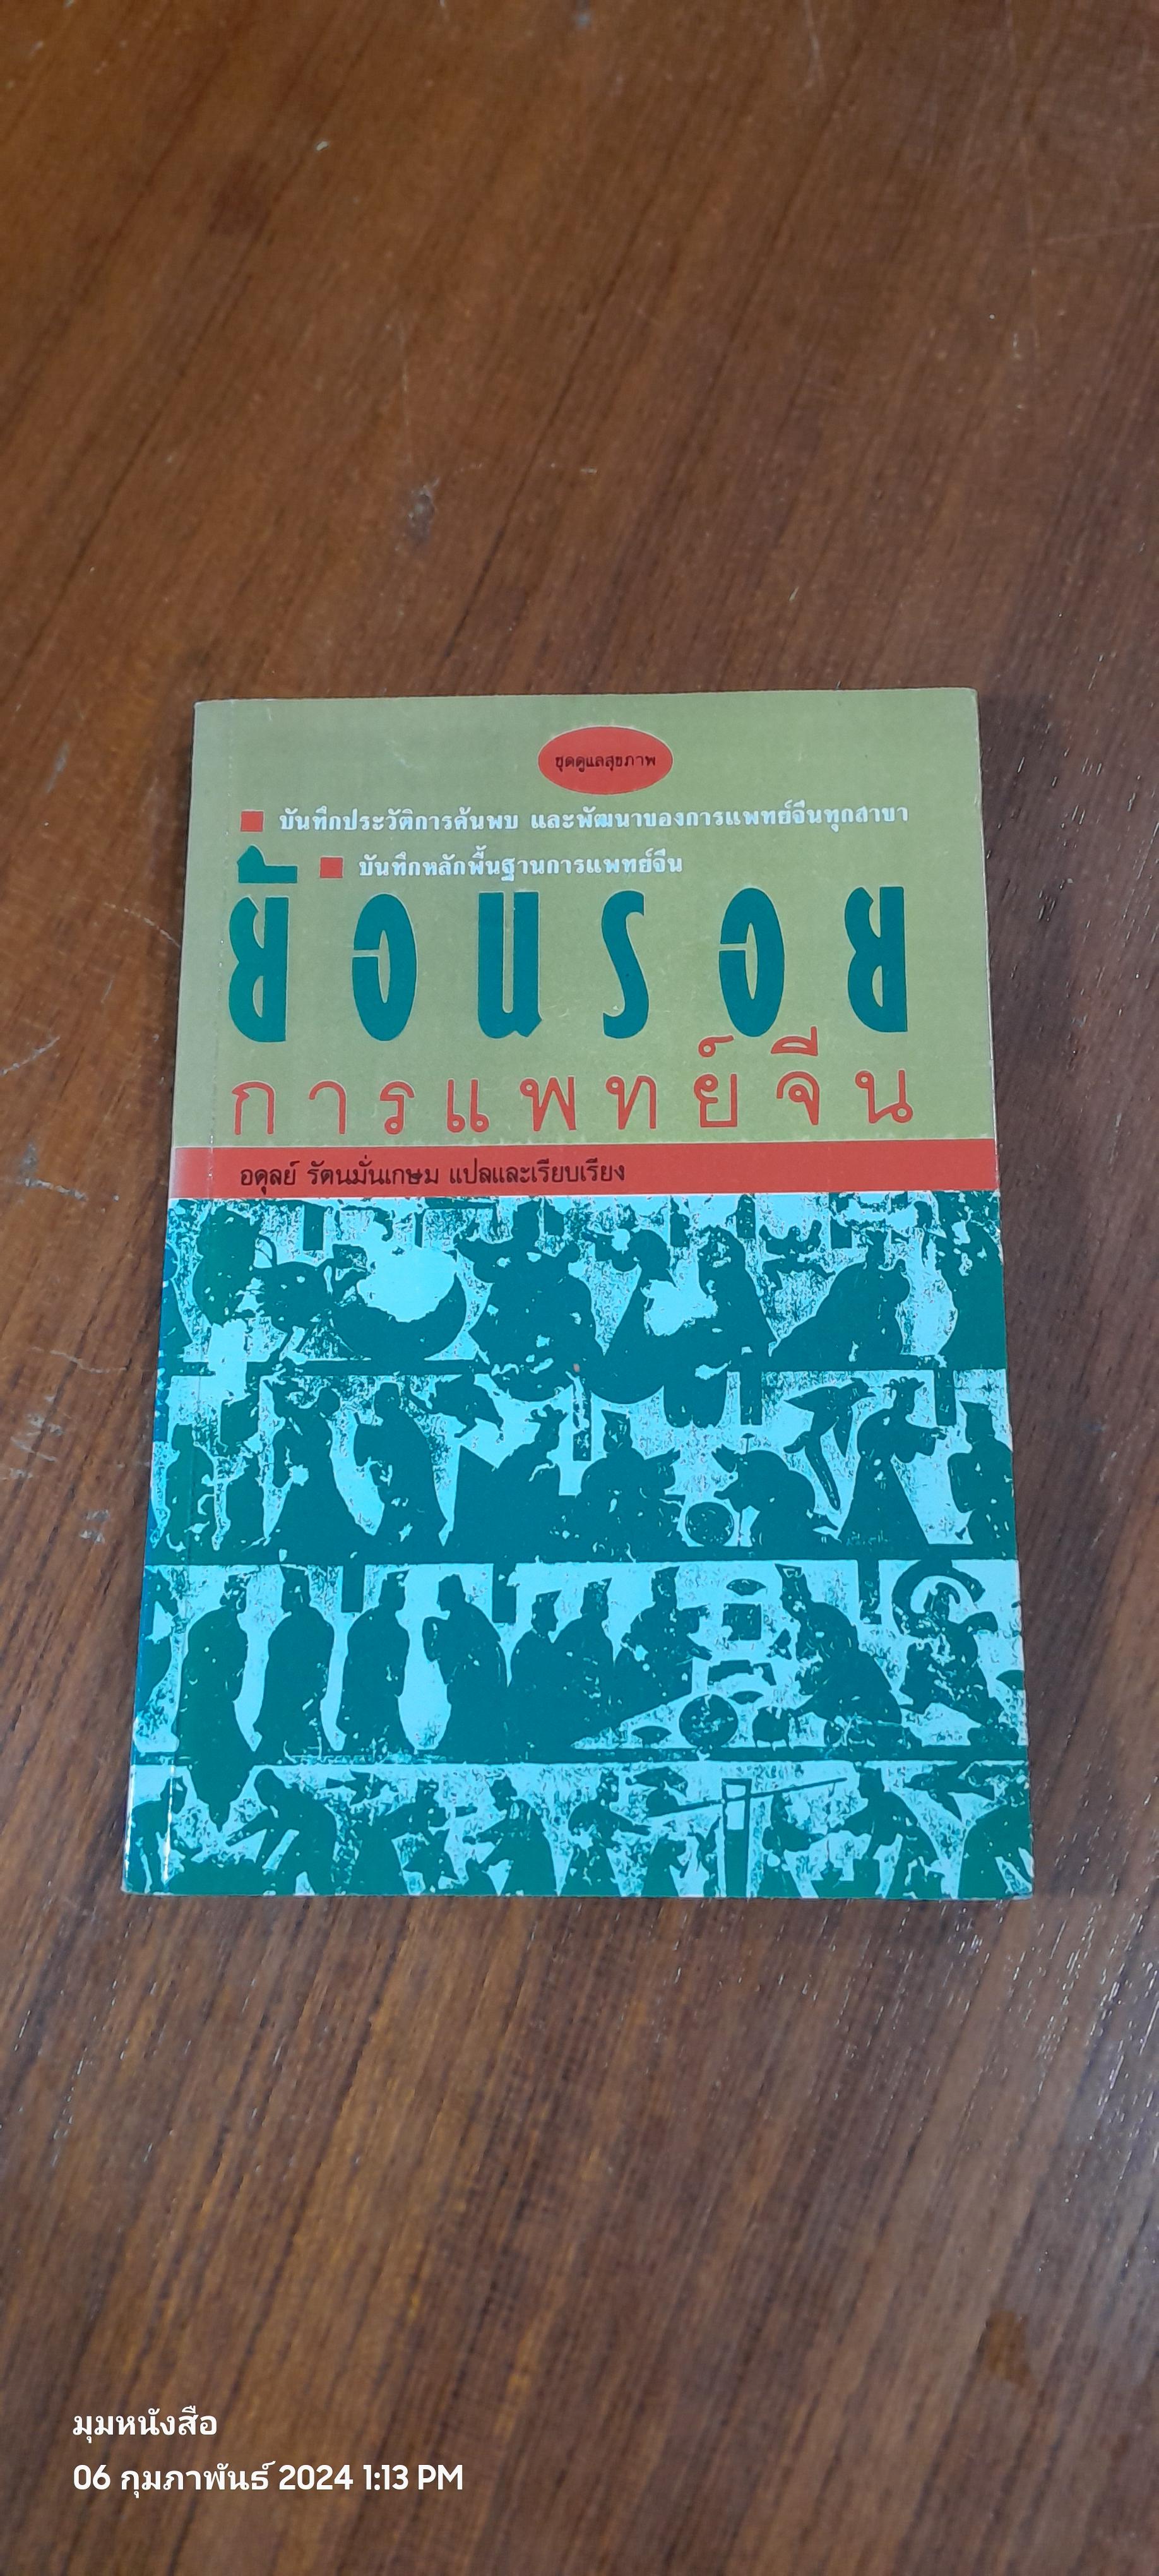 ชุดดูแลสุขภาพ
บันทึกประวัติการค้นพบ และพัฒนาของการแพทย์จีนทุกสาขา
บันทึกหลักพื้นฐานการแพทย์จีน
ย้อนรอย
การแพทย์จีน
อดุลย์ รัตนมั่นเกษม แปลและเรียบเรียง
มุมหนังสือ
06 กุมภาพันธ์ 2024 1:13 PM